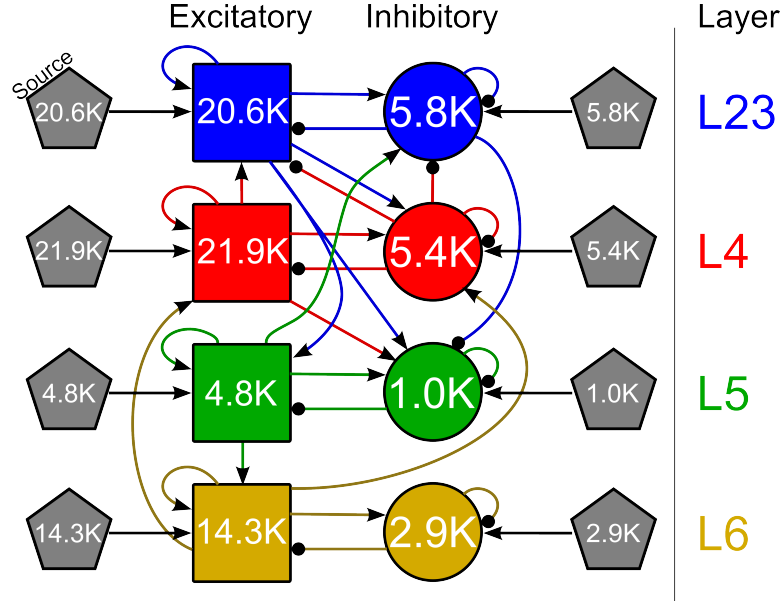 Excitatory Inhibitory Layer
Source
20.6K 20.6K 5.8K 5.8K L23
21.9K 21.9K 5.4K 5.4K L4
4.8K 4.8K 1.0K 1.0K L5
14.3K 14.3K 2.9K 2.9K L6